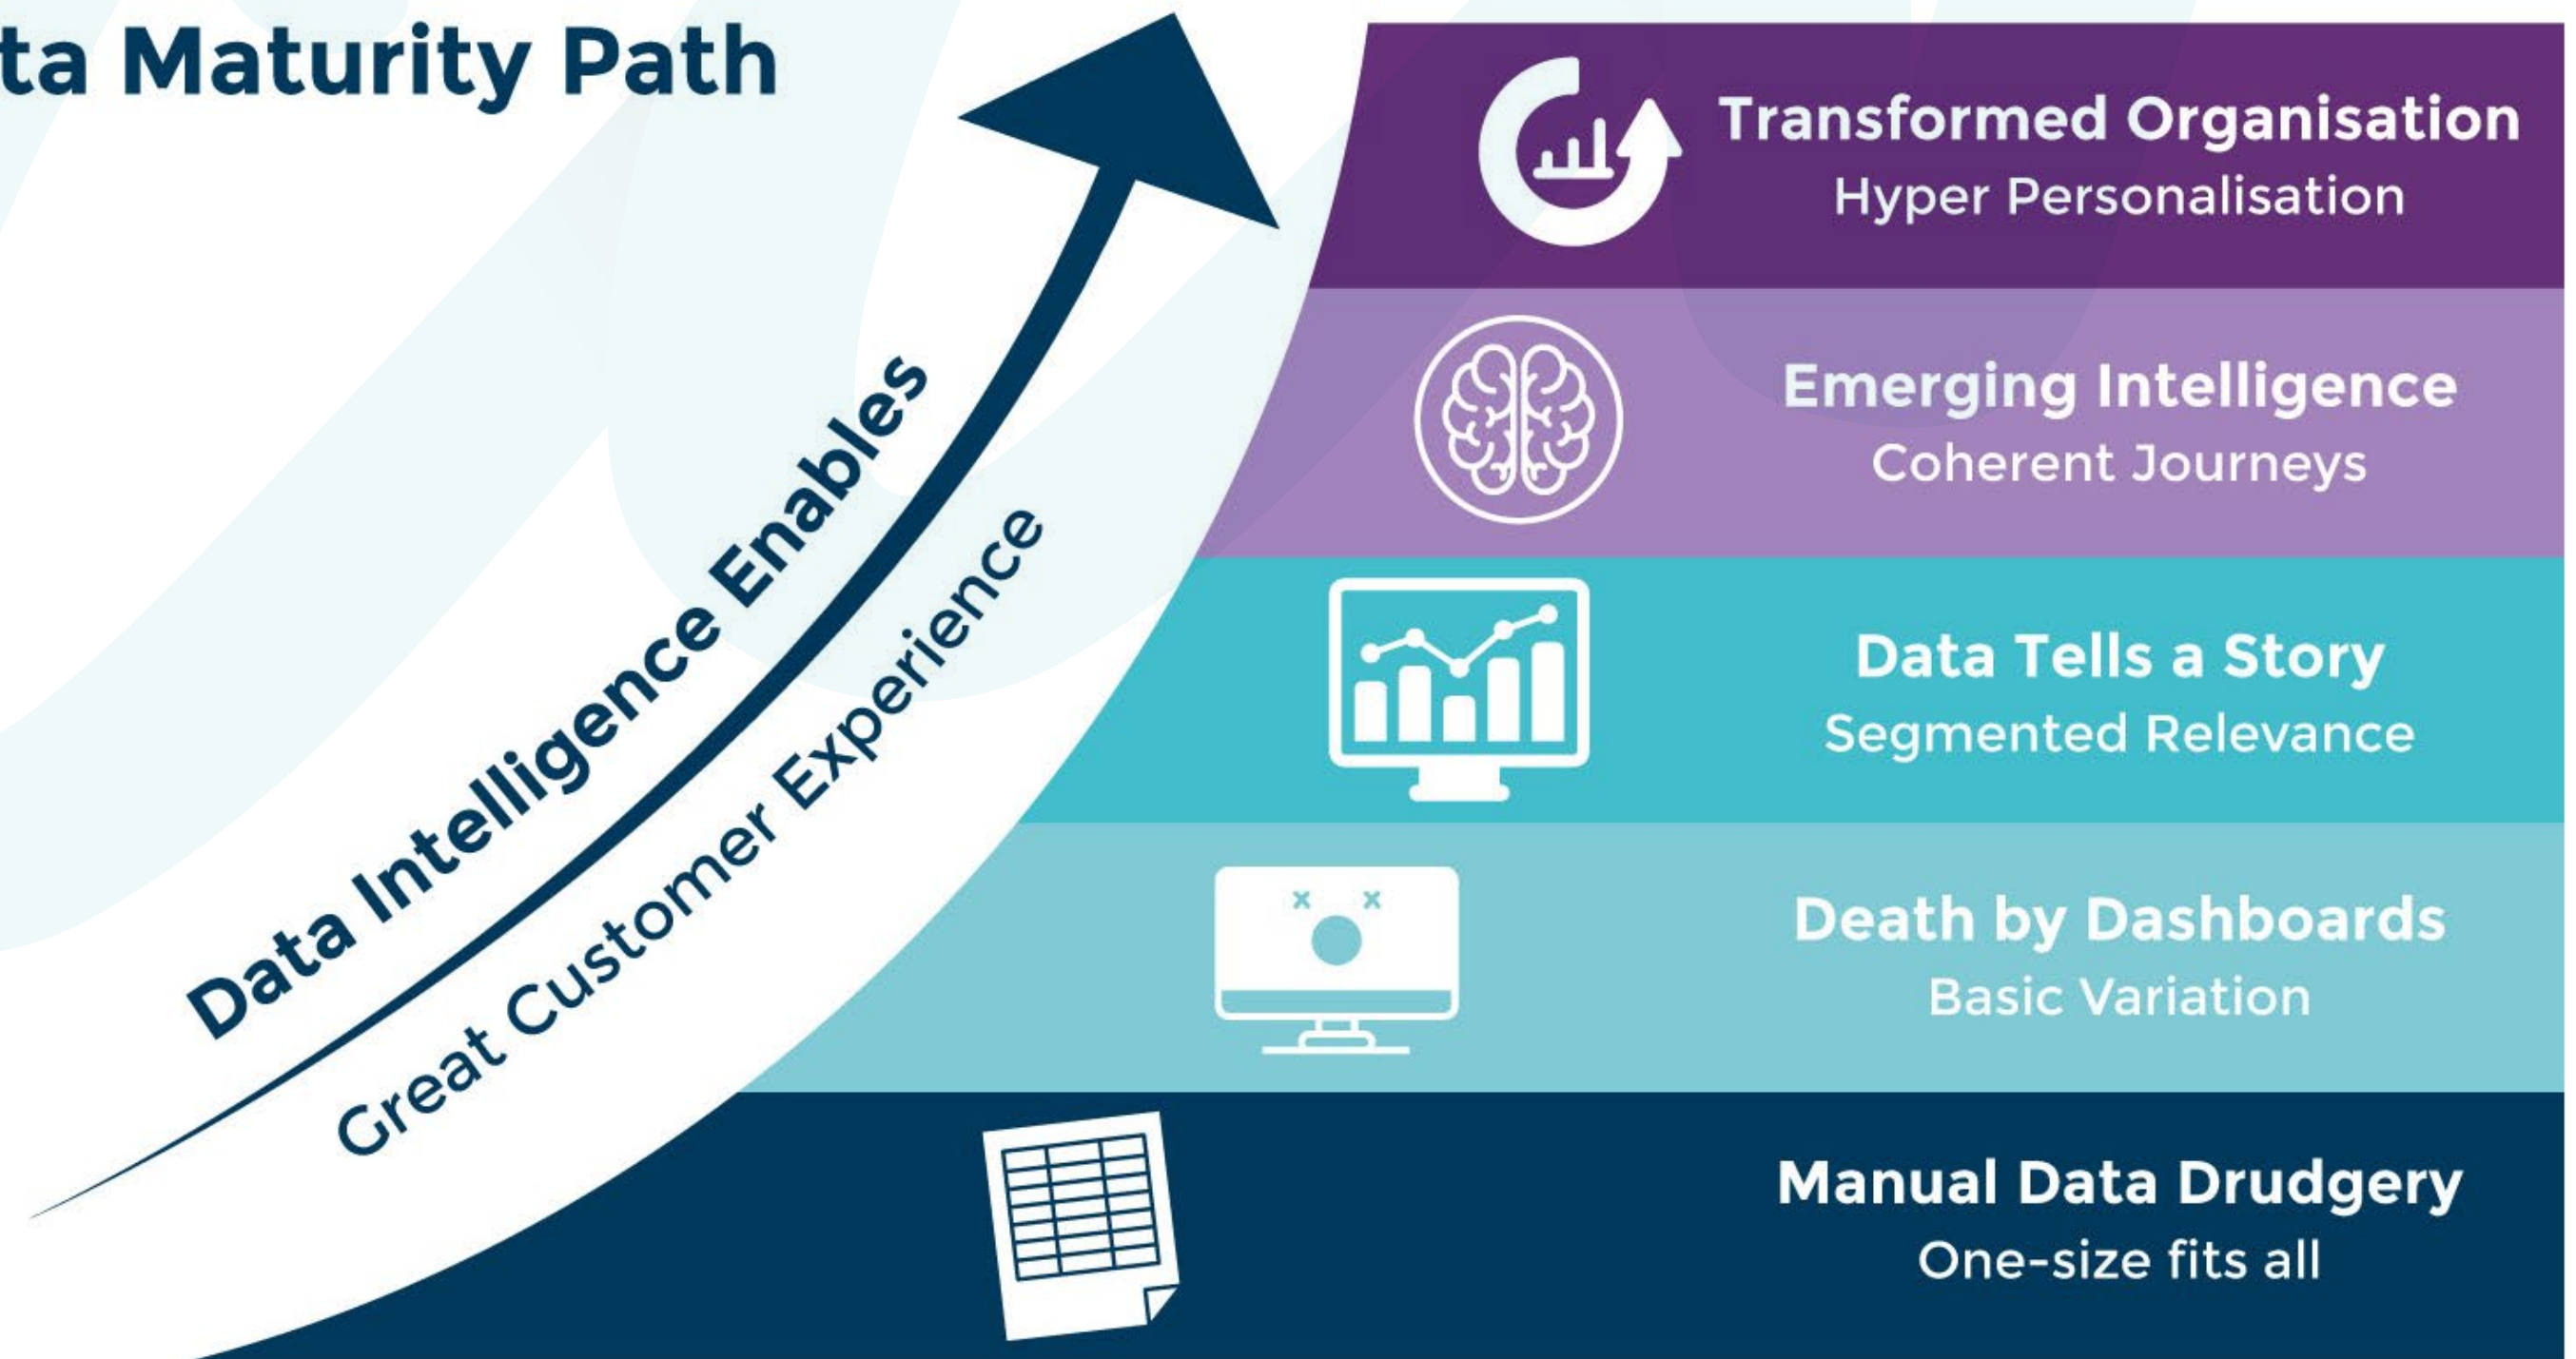 ta Maturity Path
Data Intelligence Enables
Great Customer Experience
Transformed Organisation
Hyper Personalisation
Emerging Intelligence
Coherent Journeys
Data Tells a Story
Segmented Relevance
Death by Dashboards
Basic Variation
Manual Data Drudgery
One-size fits all